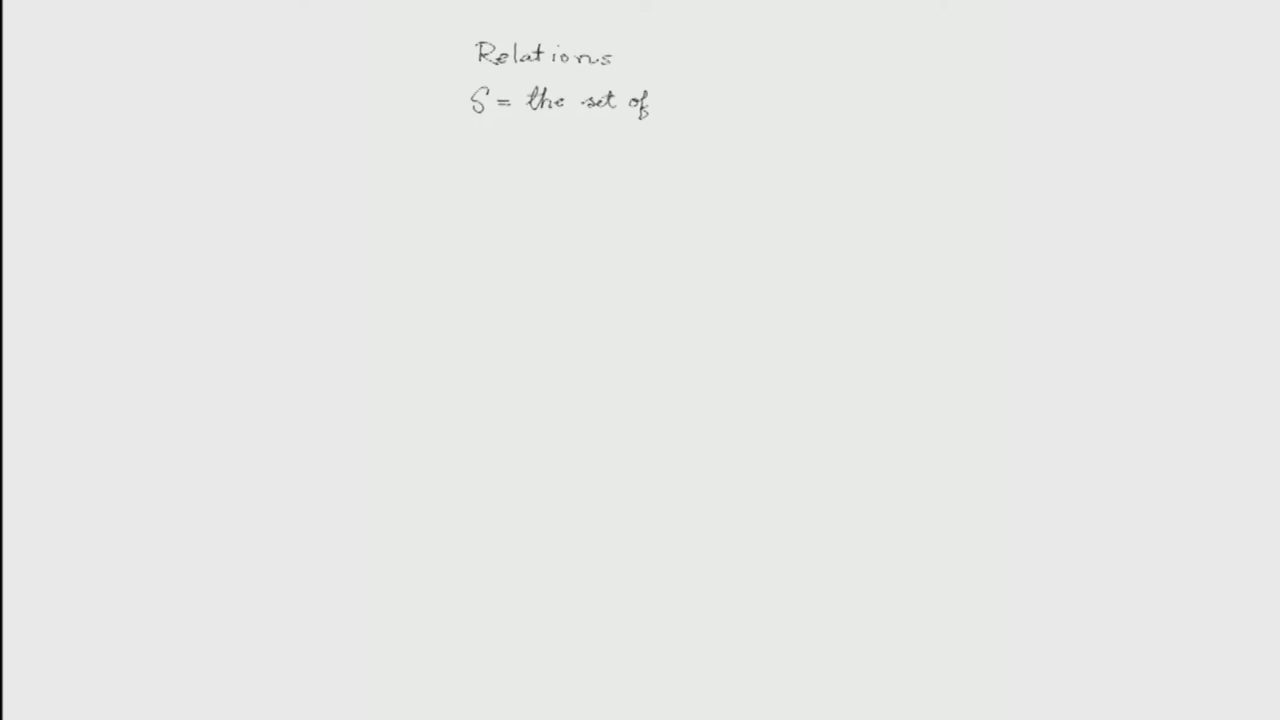 Relations
S = the set of